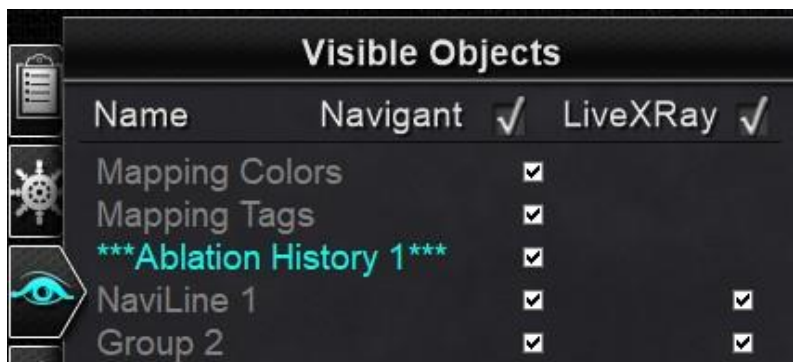 Visible Objects
Name Navigant LiveXRay
Mapping Colors
Mapping Tags
***Ablation History 1***
NaviLine 1
Group 2